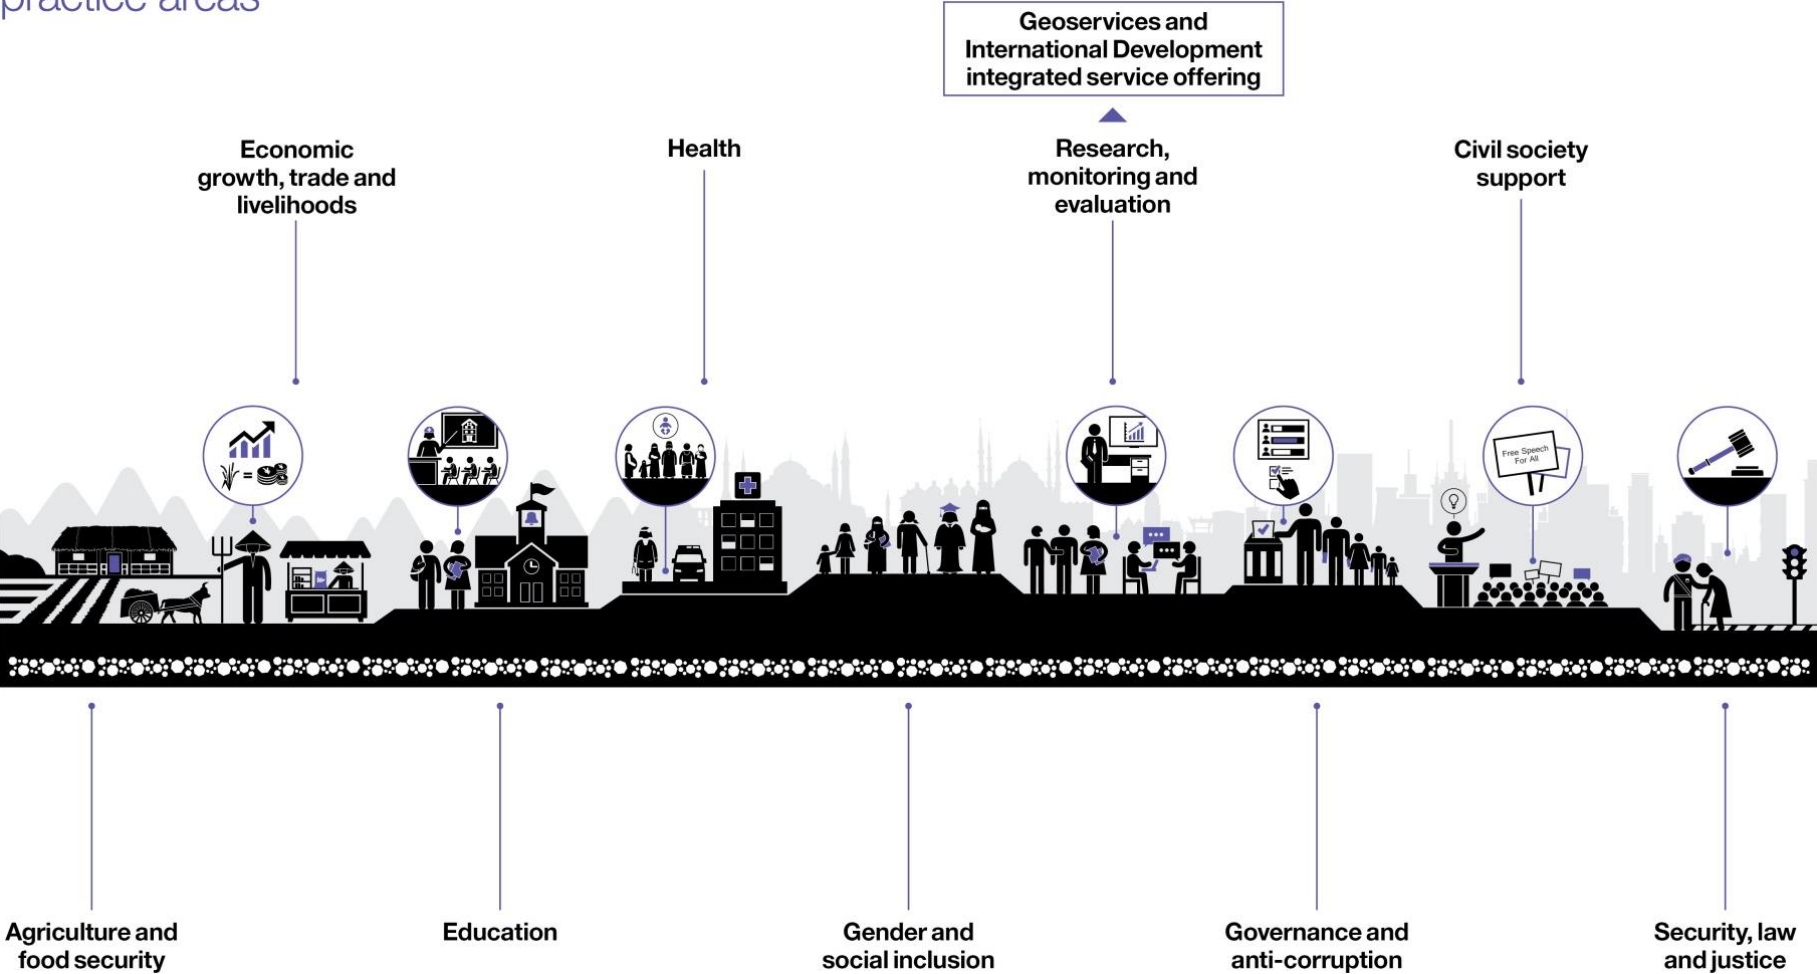 practice areas
Geoservices and
International Development
integrated service offering
Economic
growth, trade and
livelihoods
Health
Research,
monitoring and
evaluation
Civil society
support
Free Speech
For All
Agriculture and
food security
Education
Gender and
social inclusion
Governance and
anti-corruption
Security, law
and justice